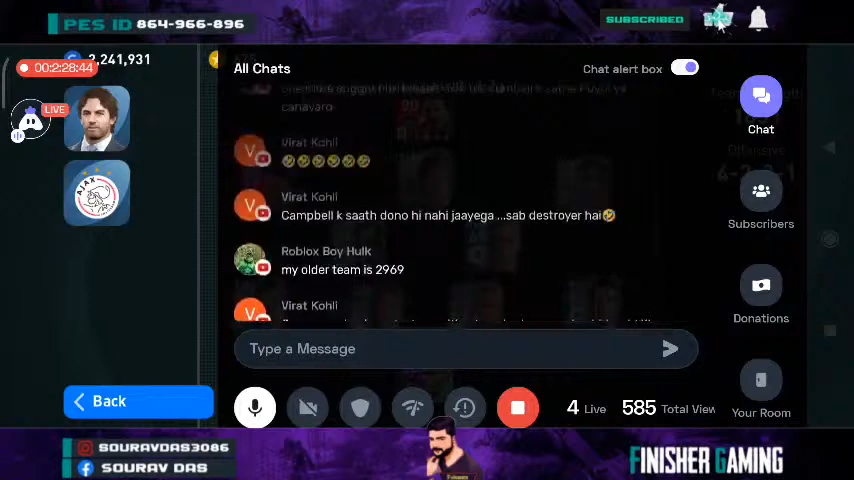 PES ID 864-966-896
SUBSCRIBED
00:2:28:44
2,241,931
LIVE
AJAX
All Chats
Chat alert box
canavaro
Virat Kohli
🤣🤣🤣🤣🤣🤣
Virat Kohli
Campbell k saath dono hi nahi jaayega ...sab destroyer hai🤣
Roblox Boy Hulk
my older team is 2969
Virat Kohli
Type a Message
4 Live 585 Total View
Chat
Subscribers
Donations
Your Room
Back
SOURAVDAS3086
SOURAV DAS
FINISHER GAMING